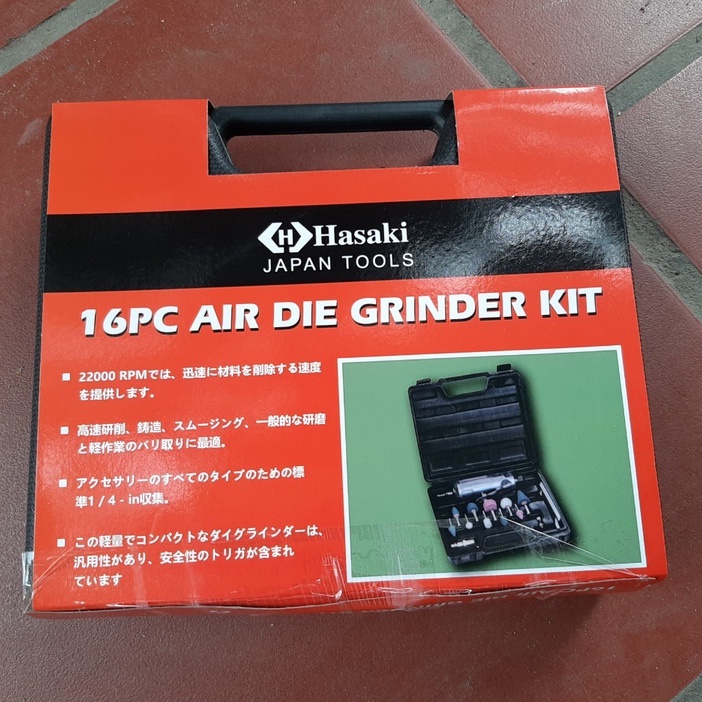 H Hasaki
JAPAN TOOLS
16PC AIR DIE GRINDER KIT
■ 22000 RPMでは、迅速に材料を削除する速度
を提供します。
■ 高速研削、鋳造、スムージング、一般的な研磨
と軽作業のバリ取りに最適。
■ アクセサリーのすべてのタイプのための標
準1 / 4 - in収集。
■ この軽量でコンパクトなダイグラインダーは、
汎用性があり、安全性のトリガが含まれ
ています